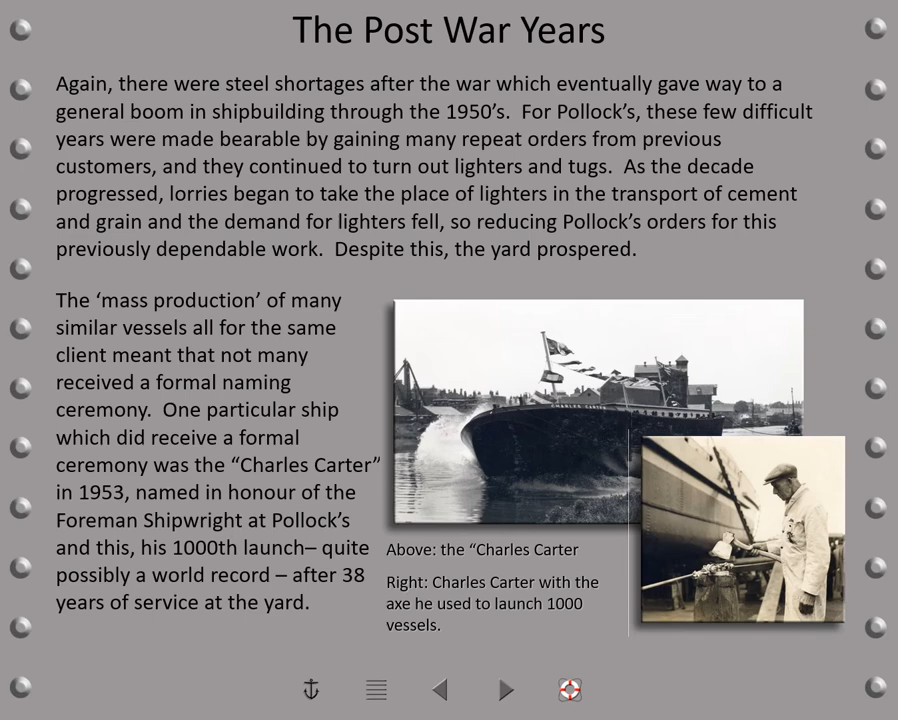 The Post War Years
Again, there were steel shortages after the war which eventually gave way to a
general boom in shipbuilding through the 1950’s.  For Pollock’s, these few difficult
years were made bearable by gaining many repeat orders from previous
customers, and they continued to turn out lighters and tugs.  As the decade
progressed, lorries began to take the place of lighters in the transport of cement
and grain and the demand for lighters fell, so reducing Pollock’s orders for this
previously dependable work.  Despite this, the yard prospered.
The ‘mass production’ of many
similar vessels all for the same
client meant that not many
received a formal naming
ceremony.  One particular ship
which did receive a formal
ceremony was the “Charles Carter”
in 1953, named in honour of the
Foreman Shipwright at Pollock’s
and this, his 1000th launch– quite
possibly a world record – after 38
years of service at the yard.
CHARLES CARTER
Above: the “Charles Carter
Right: Charles Carter with the
axe he used to launch 1000
vessels.